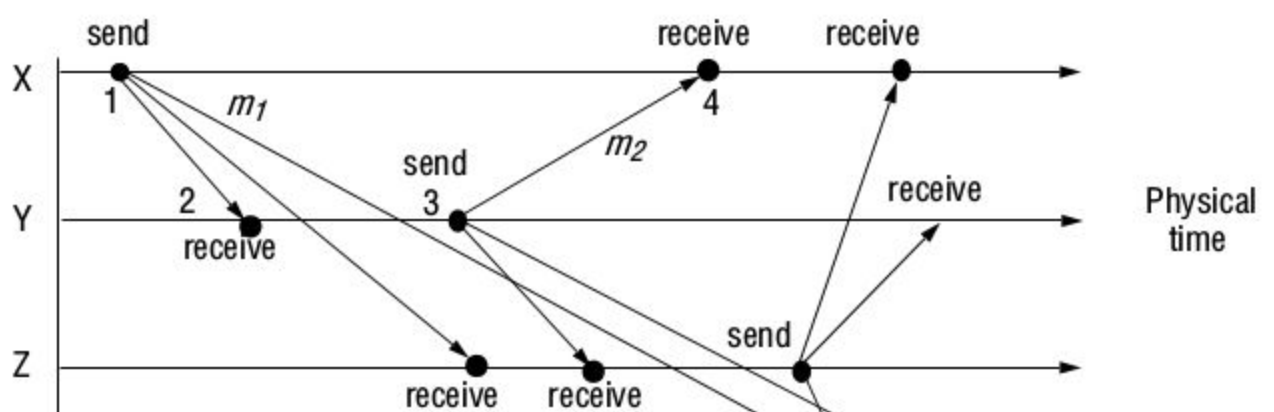 send
receive
receive
X
1
m1
4
m2
send
receive
2
3
Y
Physical
time
receive
send
Z
receive
receive